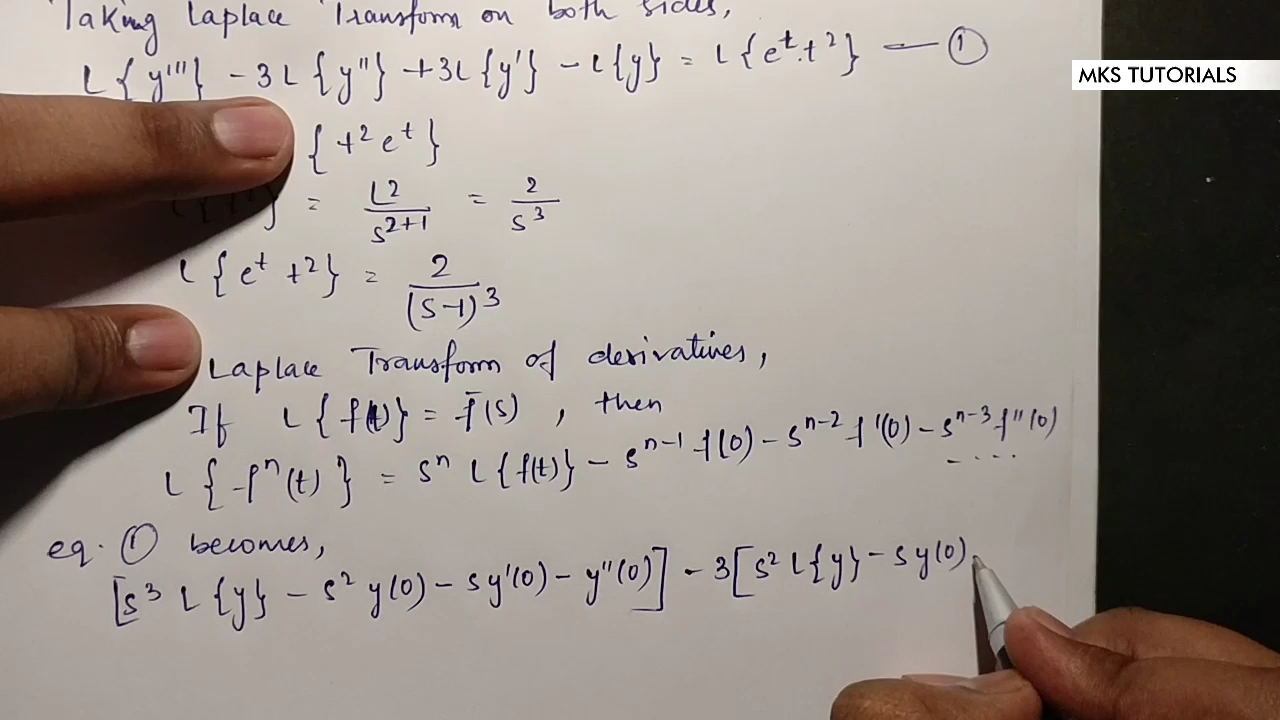 Taking Laplace Transform on both sides,
L{y'''} - 3L{y''} + 3L{y'} - L{y} = L{e^t.t^2} — ①
MKS TUTORIALS
{t^2 e^t}
= L2/s^{2+1} = 2/s^3
L{e^t t^2} = 2/(s-1)^3
Laplace Transform of derivatives,
If L{f(t)} = f̄(s), then
L{f^n(t)} = s^n L{f(t)} - s^{n-1} f(0) - s^{n-2} f'(0) - s^{n-3} f''(0) - ....
eq. ① becomes,
[s^3 L{y} - s^2 y(0) - sy'(0) - y''(0)] - 3[s^2 L{y} - sy(0)